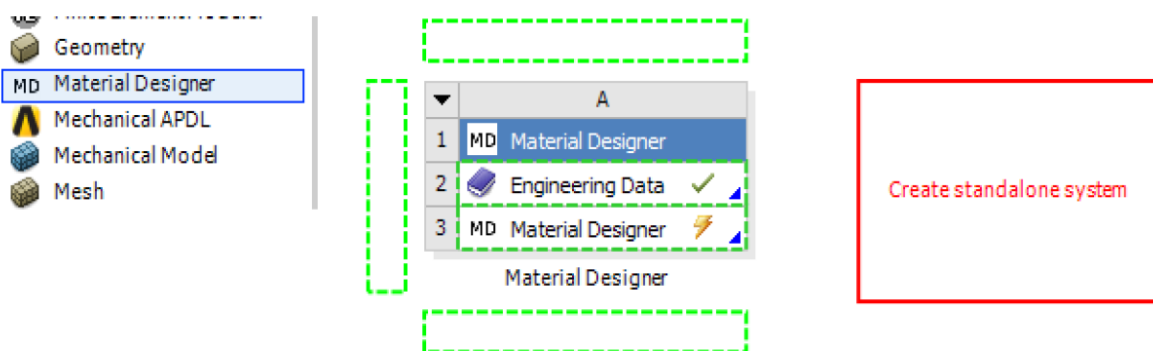 Geometry
MD Material Designer
Mechanical APDL
Mechanical Model
Mesh
A
1 MD Material Designer
2 Engineering Data
3 MD Material Designer
Material Designer
Create standalone system